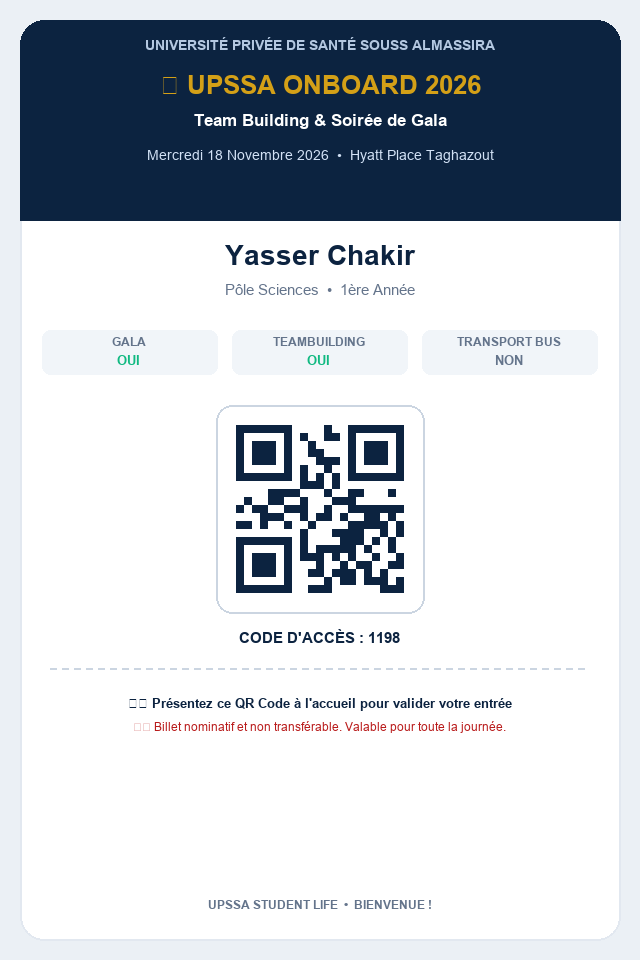 UNIVERSITÉ PRIVÉE DE SANTÉ SOUSS ALMASSIRA
UPSSA ONBOARD 2026
Team Building & Soirée de Gala
Mercredi 18 Novembre 2026 • Hyatt Place Taghazout
Yasser Chakir
Pôle Sciences • 1ère Année
GALA
OUI
TEAMBUILDING
OUI
TRANSPORT BUS
NON
CODE D'ACCÈS : 1198
Présentez ce QR Code à l'accueil pour valider votre entrée
Billet nominatif et non transférable. Valable pour toute la journée.
UPSSA STUDENT LIFE • BIENVENUE !